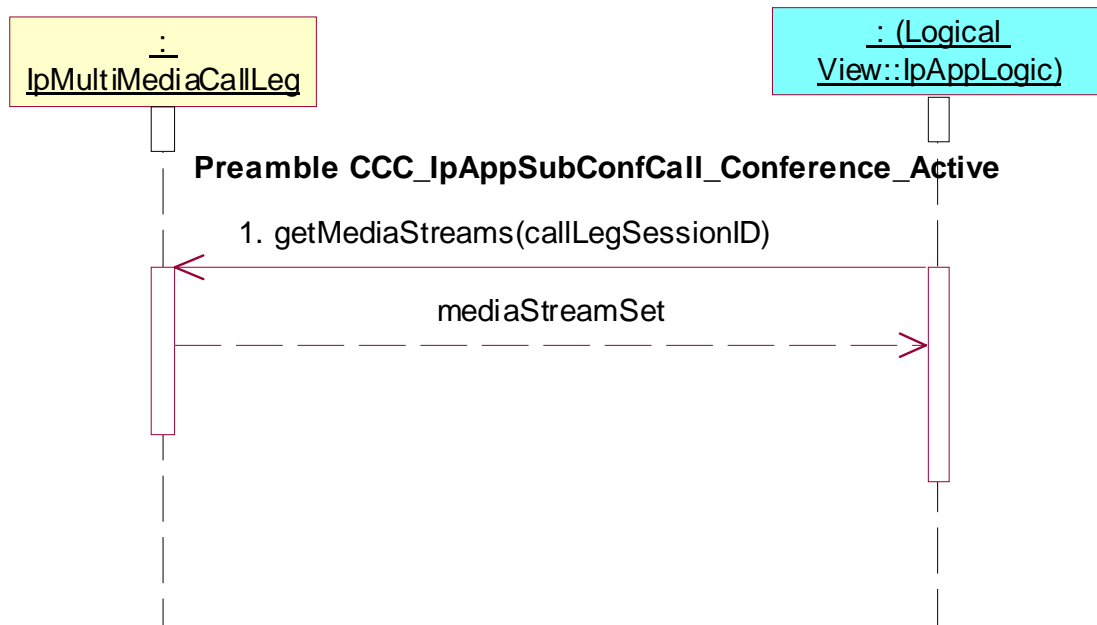 :
IpMultiMediaCallLeg
: (Logical
View::IpAppLogic)
Preamble CCC_IpAppSubConfCall_Conference_Active
1. getMediaStreams(callLegSessionID)
mediaStreamSet